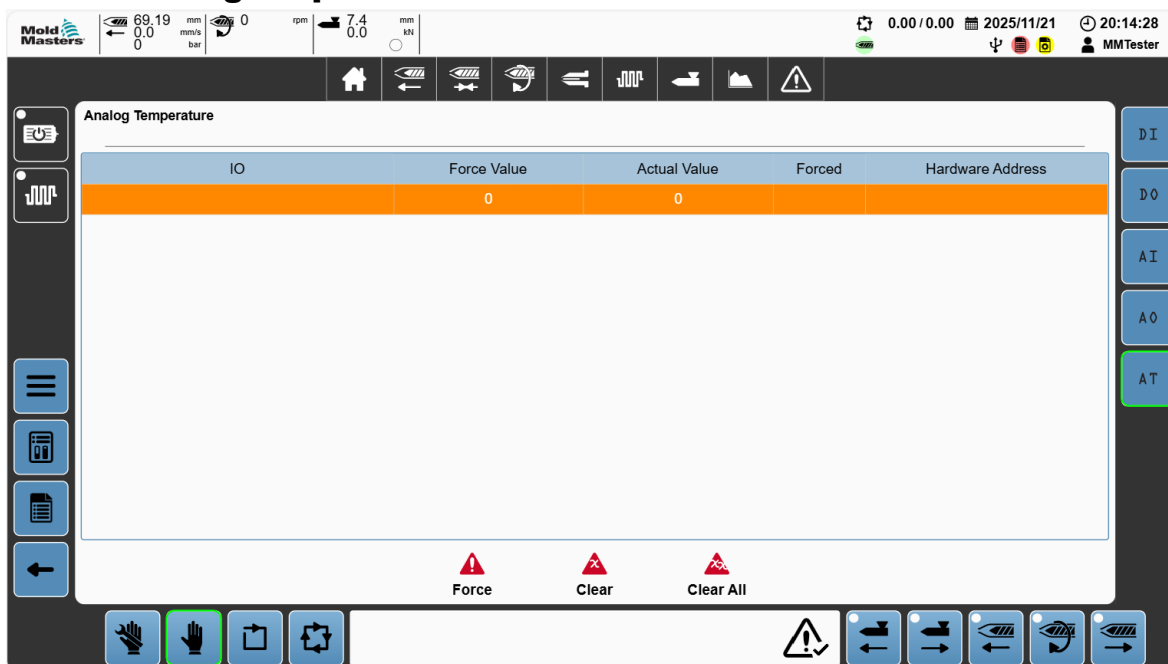 Mold Masters
69.19 mm
0.0 mm/s
0 bar
0 rpm
7.4 mm
0.0 kN
0.00 / 0.00 2025/11/21 20:14:28
MMTester
Analog Temperature
IO Force Value Actual Value Forced Hardware Address
0 0
DI
DO
AI
AO
AT
Force Clear Clear All